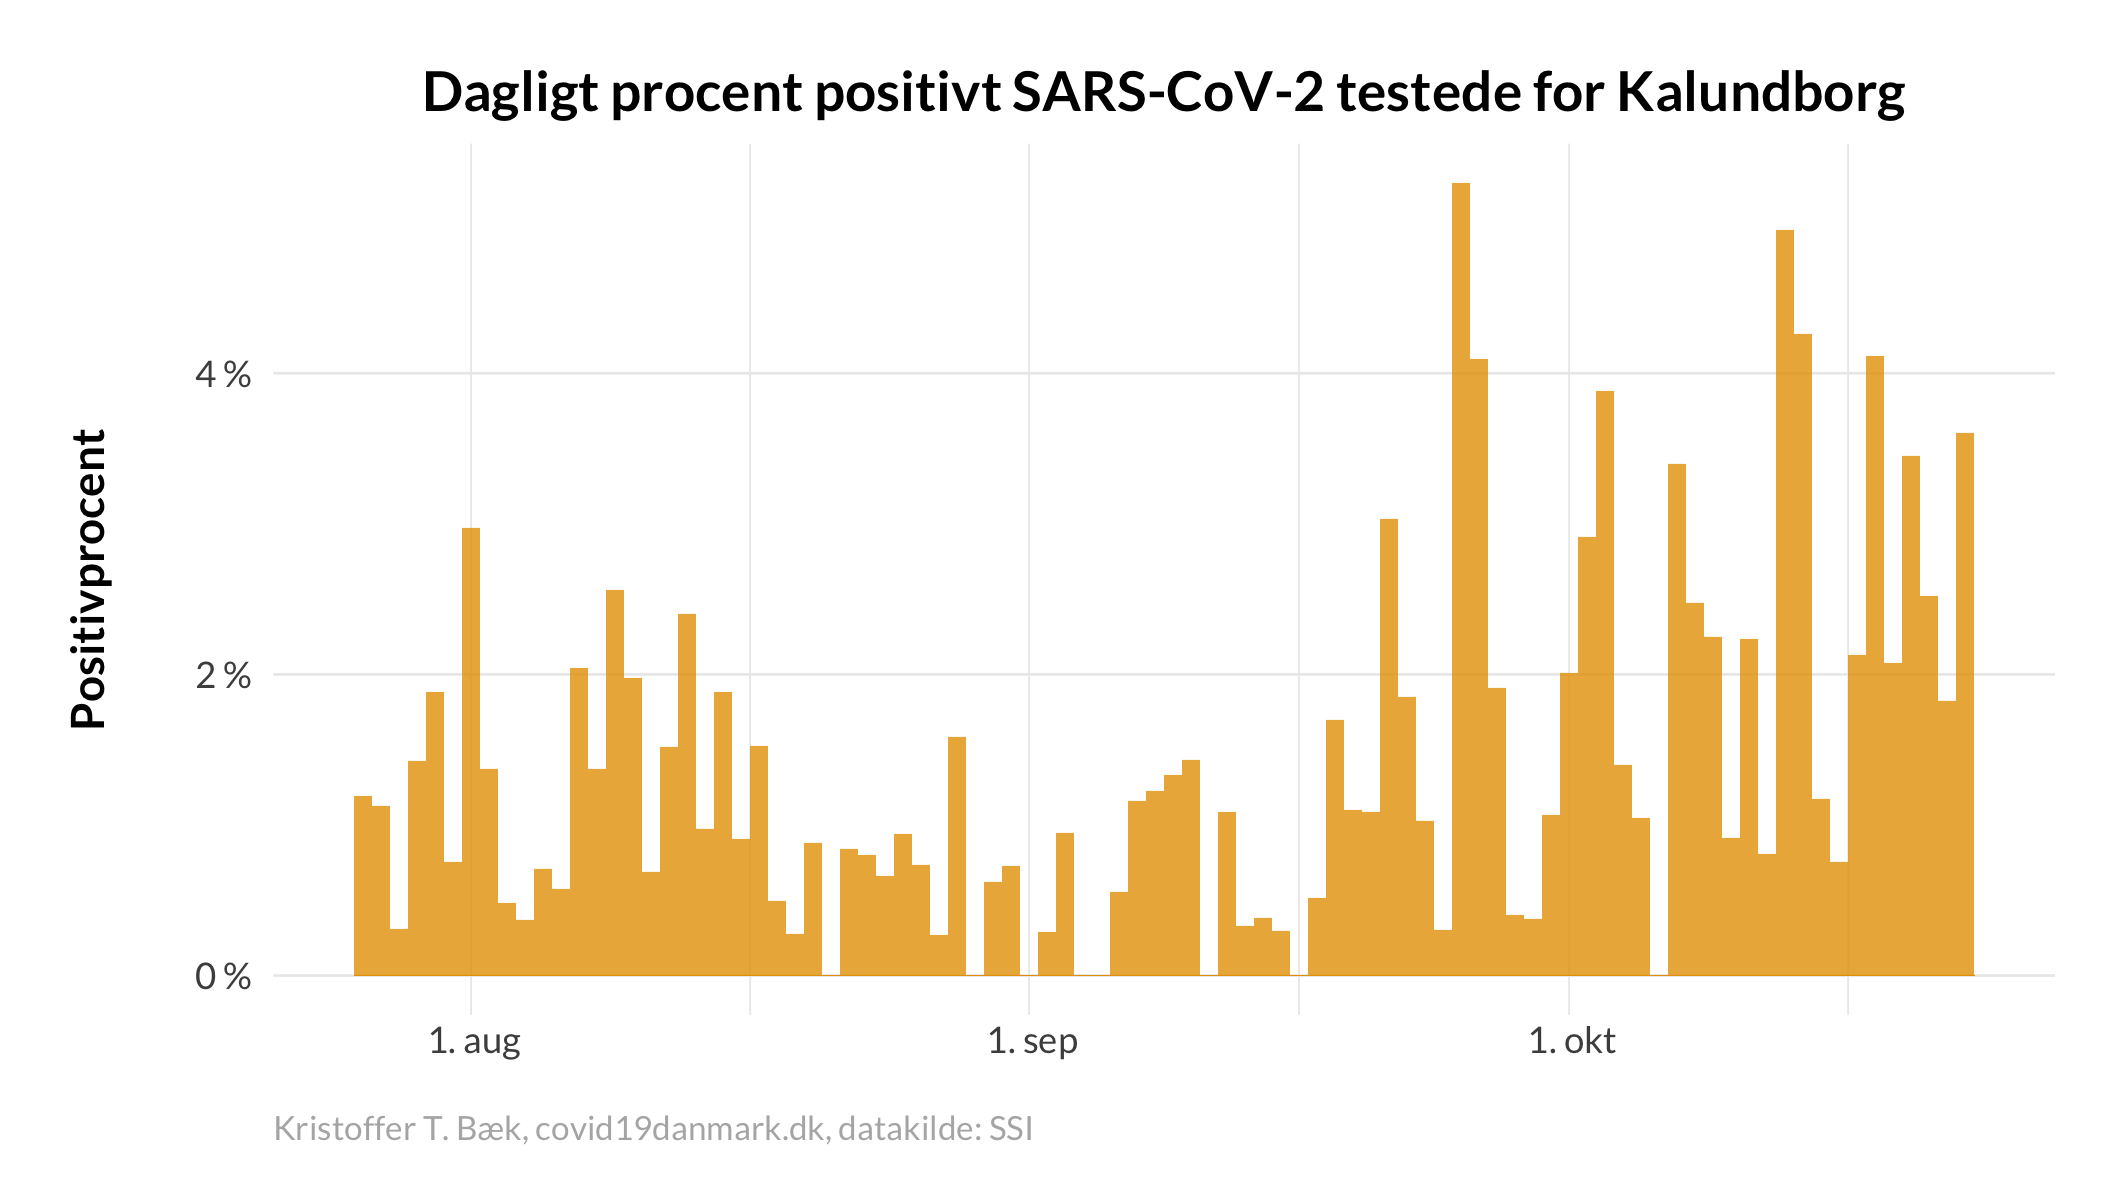 Dagligt procent positivt SARS-CoV-2 testede for Kalundborg
Positivprocent
4 %
2 %
0 %
1. aug
1. sep
1. okt
Kristoffer T. Bæk, covid19danmark.dk, datakilde: SSI